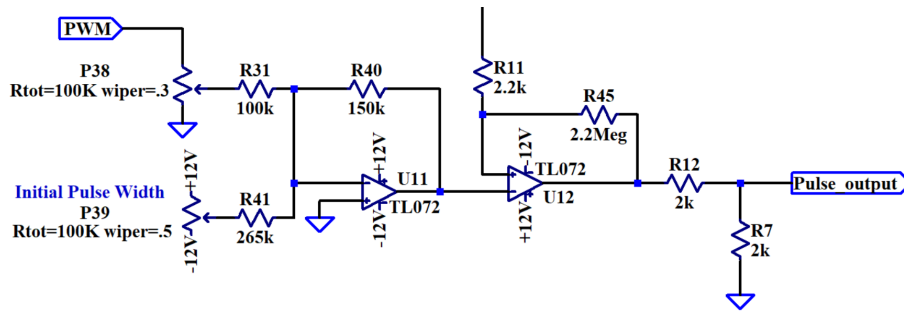 PWM
P38
Rtot=100K wiper=.3
R31
100k
R40
150k
R11
2.2k
R45
2.2Meg
+12V
U11
TL072
-12V
-12V
TL072
U12
+12V
R12
2k
Pulse_output
R7
2k
Initial Pulse Width
P39
Rtot=100K wiper=.5
+12V
-12V
R41
265k